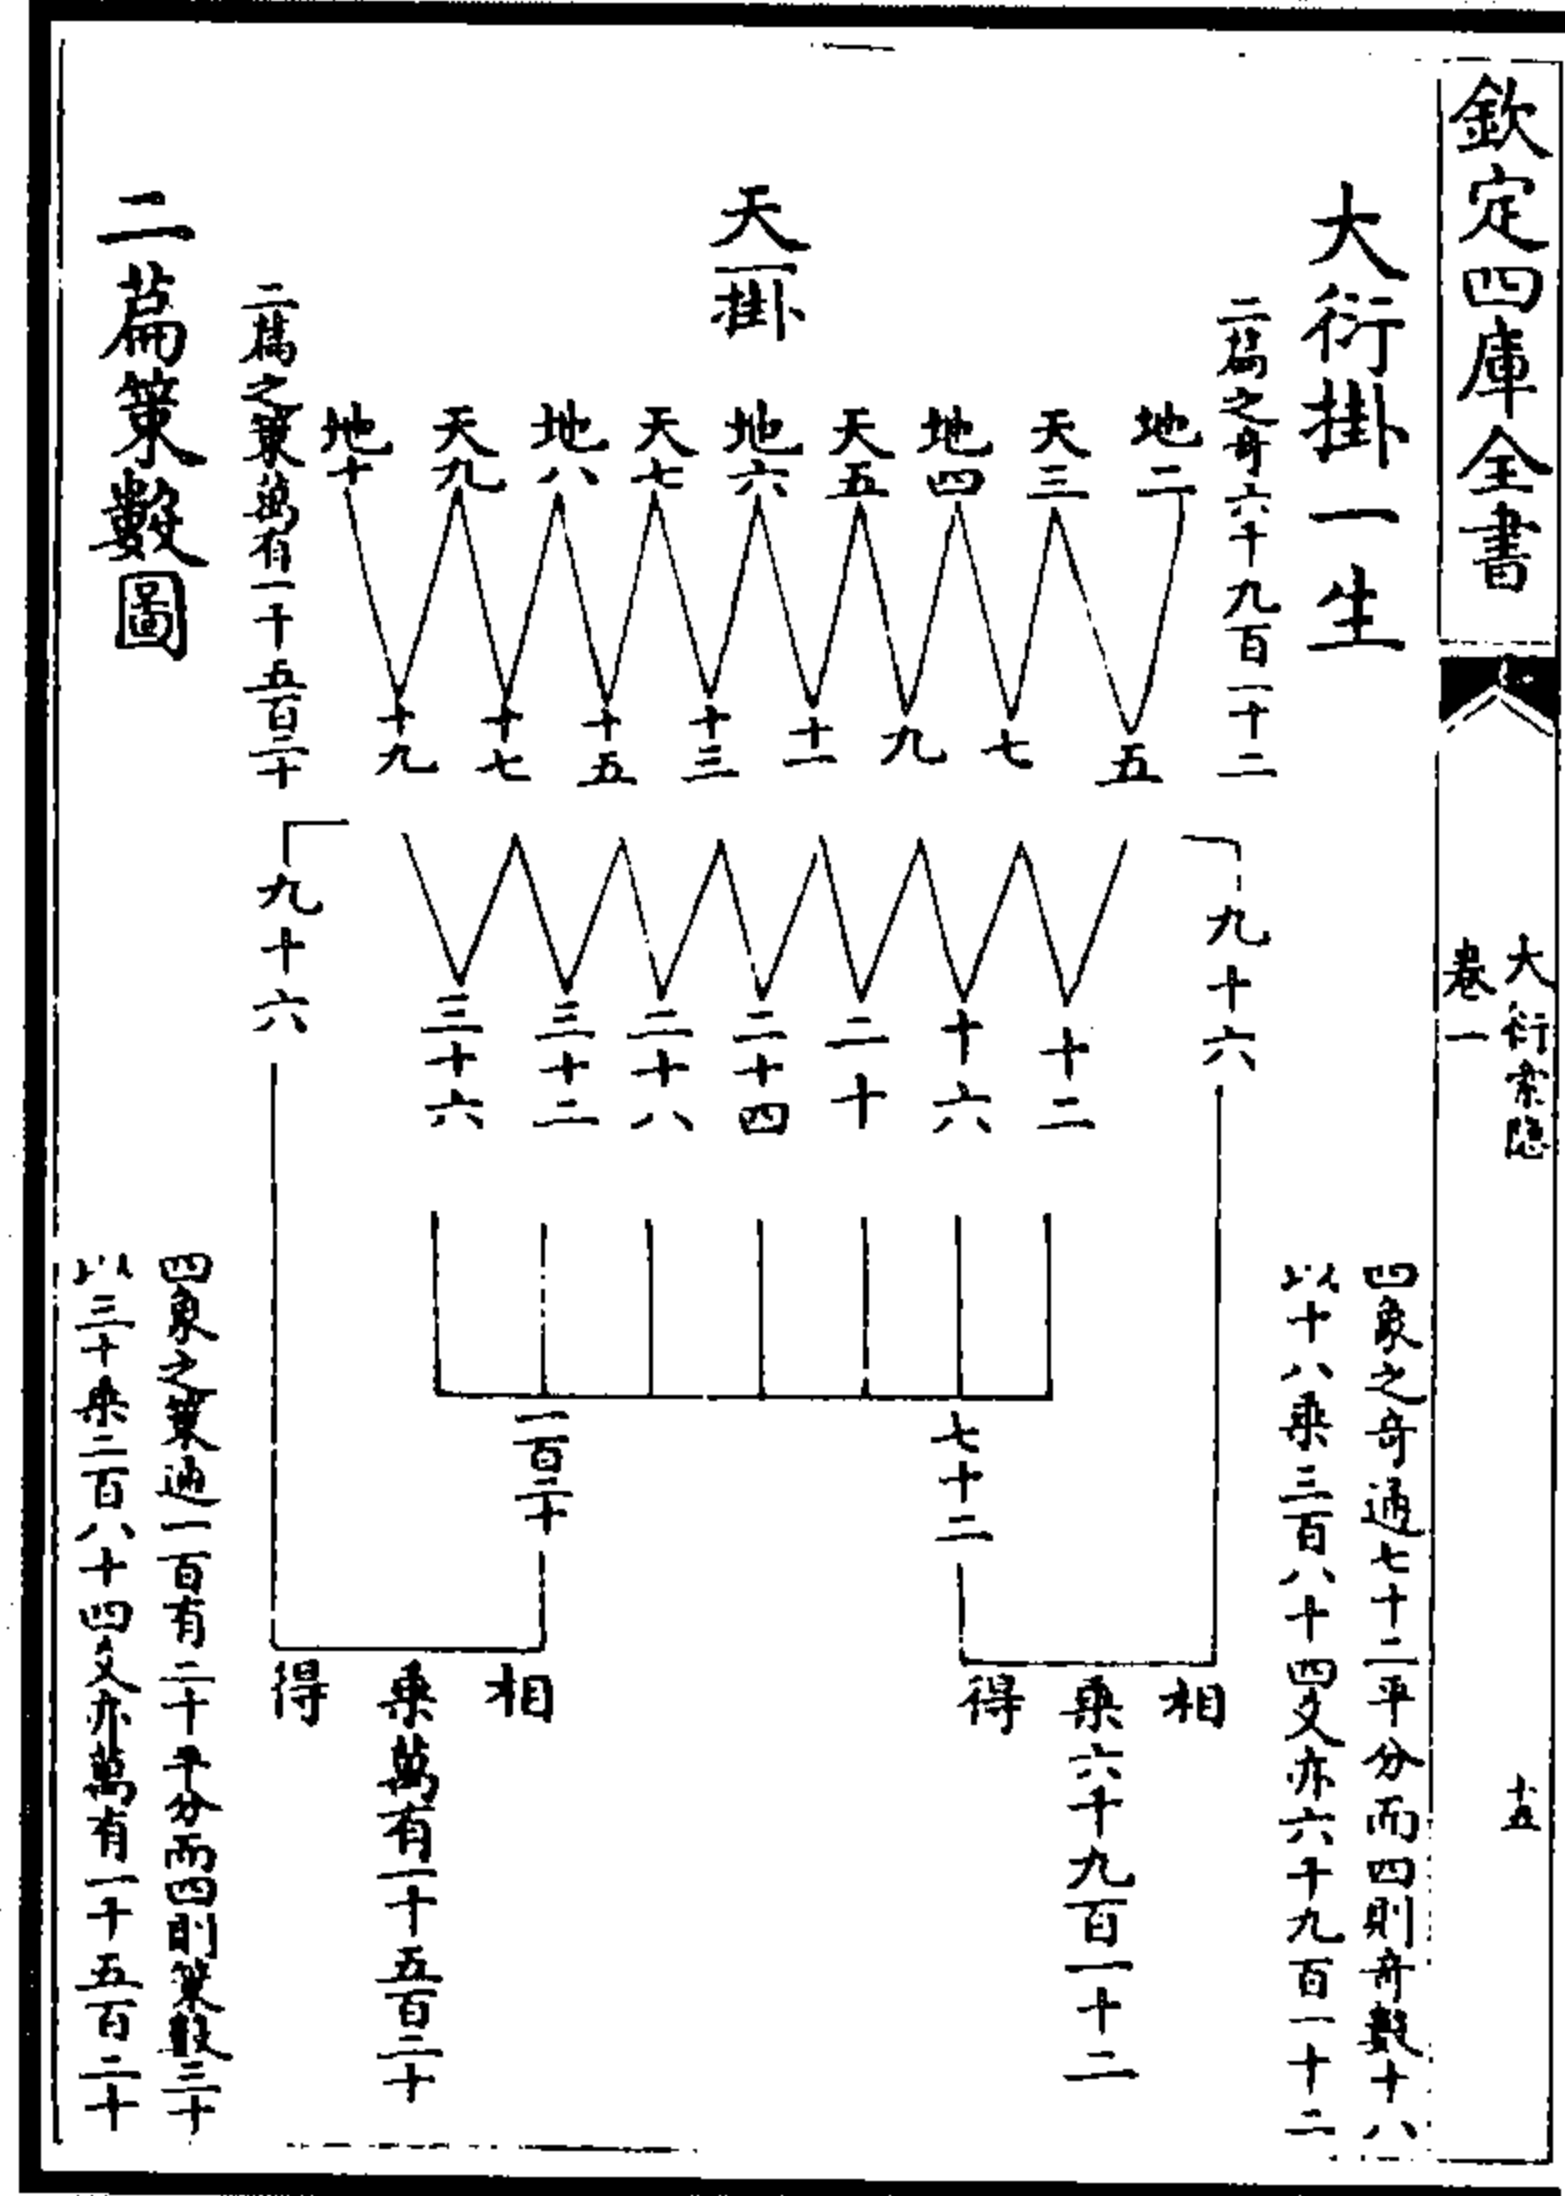 欽定四庫全書
大衍索隱
卷一
十五
大衍掛一生
四象之奇通七十二平分而四則奇數十八
以十八乘三百八十四爻亦六千九百一十二
二篇之奇六千九百一十二
天一掛
地二
天三
地四
天五
地六
天七
地八
天九
地十
五
七
九
十一
十三
十五
十七
十九
九十六
十二
十六
二十
二十四
二十八
三十二
三十六
九十六
七十二
一百二十
相乘得
六千九百一十二
相乘得
萬有一千五百二十
二篇之策萬有一千五百二十
二篇策數圖
四象之策通一百有二十平分而四則策數三十
以三十乘三百八十四爻亦萬有一千五百二十